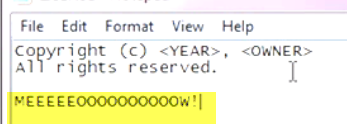 File Edit Format View Help
Copyright (c) <YEAR>, <OWNER>
All rights reserved.
MEEEEEOOOOOOOOOOOW!